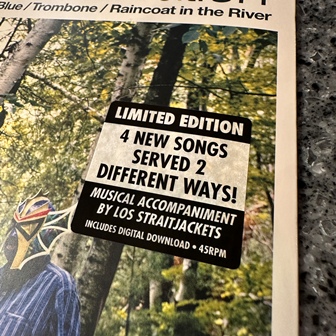 Blue/Trombone/Raincoat in the River
LIMITED EDITION
4 NEW SONGS
SERVED 2
DIFFERENT WAYS!
MUSICAL ACCOMPANIMENT
BY LOS STRAITJACKETS
INCLUDES DIGITAL DOWNLOAD • 45RPM